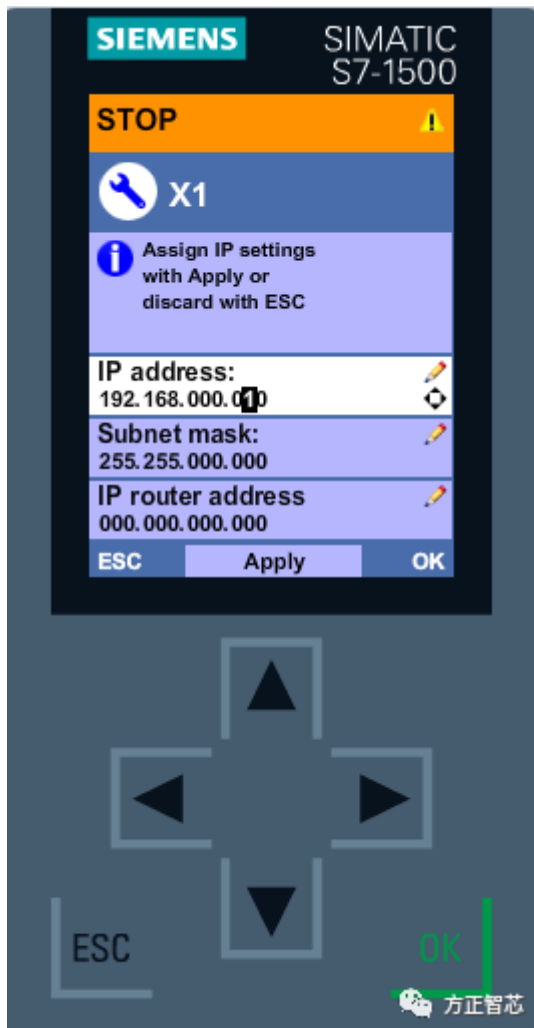 SIEMENS
SIMATIC
S7-1500
STOP
X1
Assign IP settings
with Apply or
discard with ESC
IP address:
192.168.000.010
Subnet mask:
255.255.000.000
IP router address
000.000.000.000
ESC Apply OK
ESC OK
方正智芯